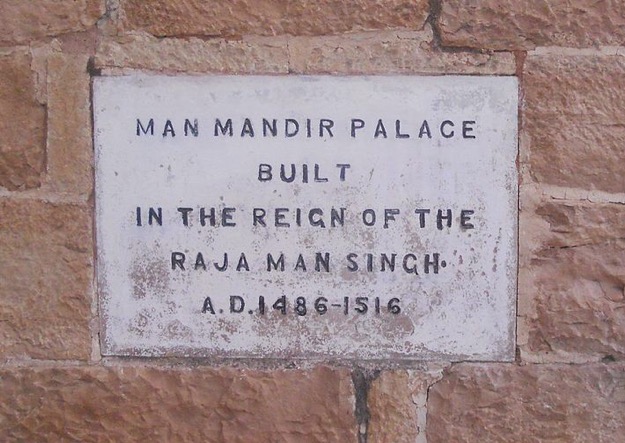 MAN MANDIR PALACE
BUILT
IN THE REIGN OF THE
RAJA MAN SINGH.
A.D.1486-1516